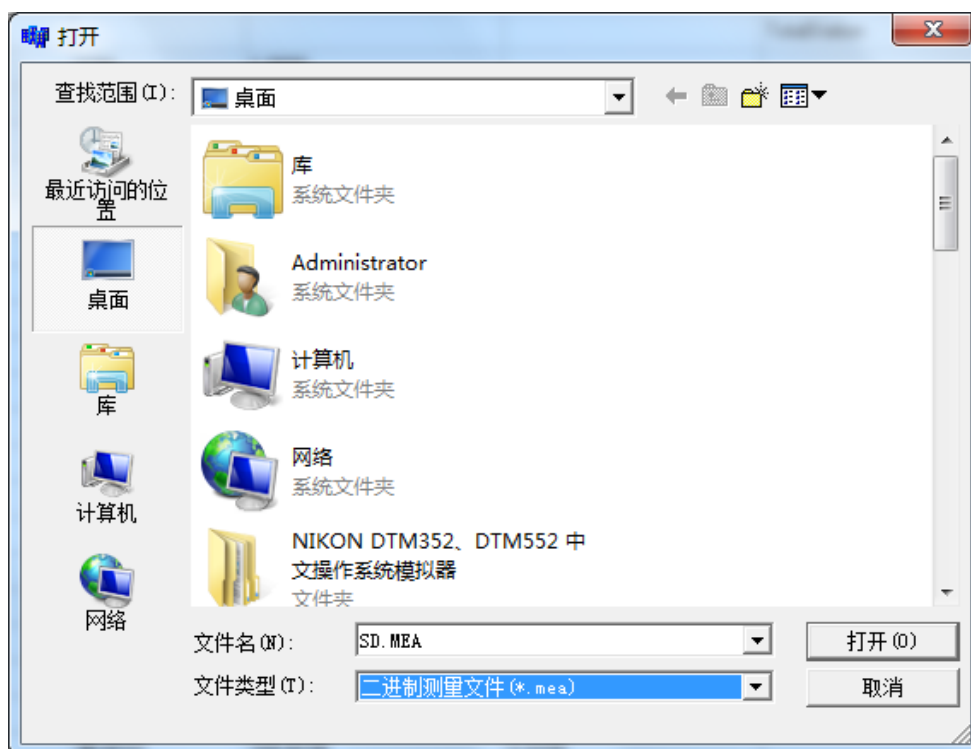 打开
查找范围(I):
桌面
最近访问的位
置
桌面
库
计算机
网络
库
系统文件夹
Administrator
系统文件夹
计算机
系统文件夹
网络
系统文件夹
NIKON DTM352、DTM552 中
文操作系统模拟器
文件夹
文件名(N):
SD.MEA
打开(O)
文件类型(T):
二进制测量文件(*.mea)
取消